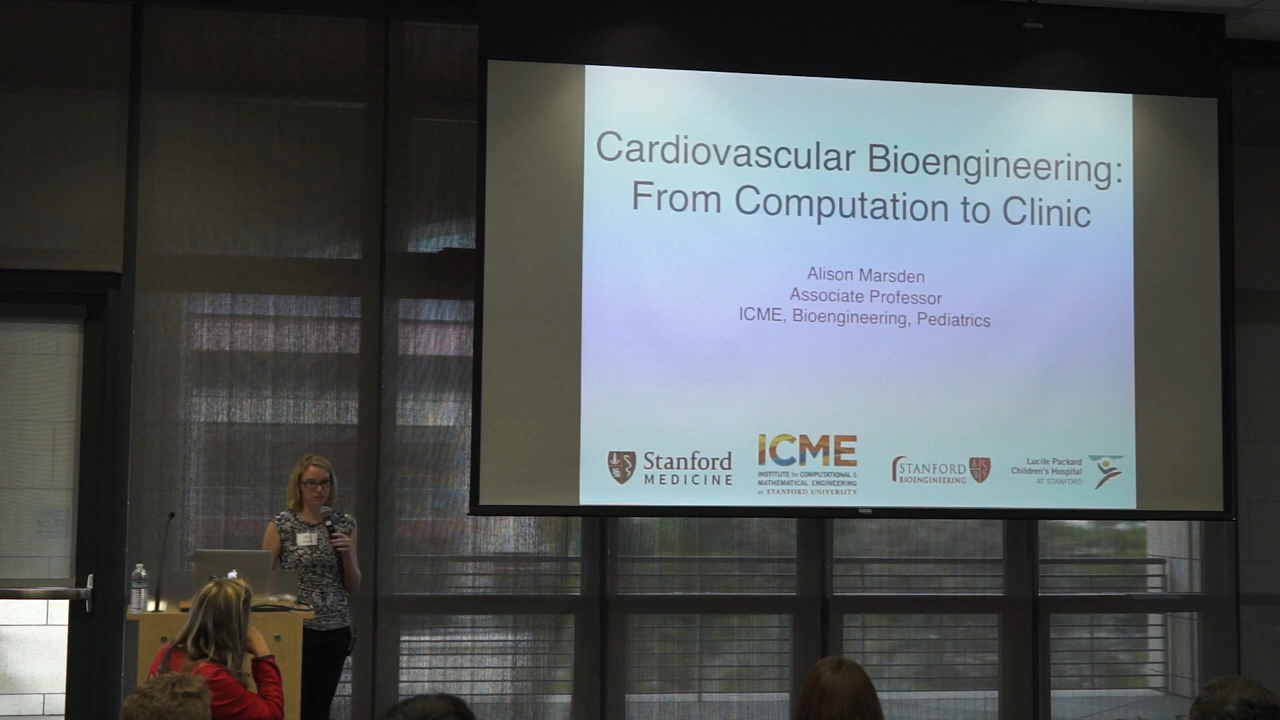 Cardiovascular Bioengineering:
From Computation to Clinic
Alison Marsden
Associate Professor
ICME, Bioengineering, Pediatrics
Stanford
MEDICINE
ICME
INSTITUTE for COMPUTATIONAL &
MATHEMATICAL ENGINEERING
at STANFORD UNIVERSITY
STANFORD
BIOENGINEERING
Lucile Packard
Children's Hospital
AT STANFORD